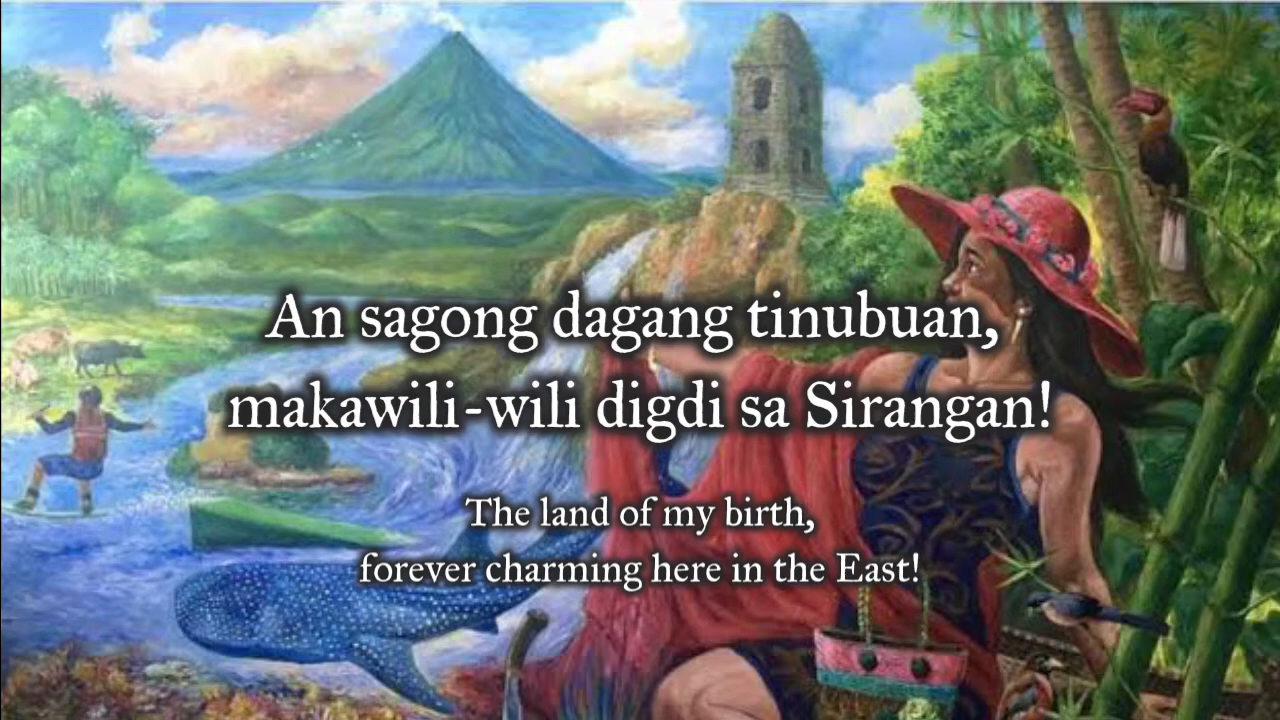 An sagong dagang tinubuan,
makawili-wili digdi sa Sirangan!
The land of my birth,
forever charming here in the East!